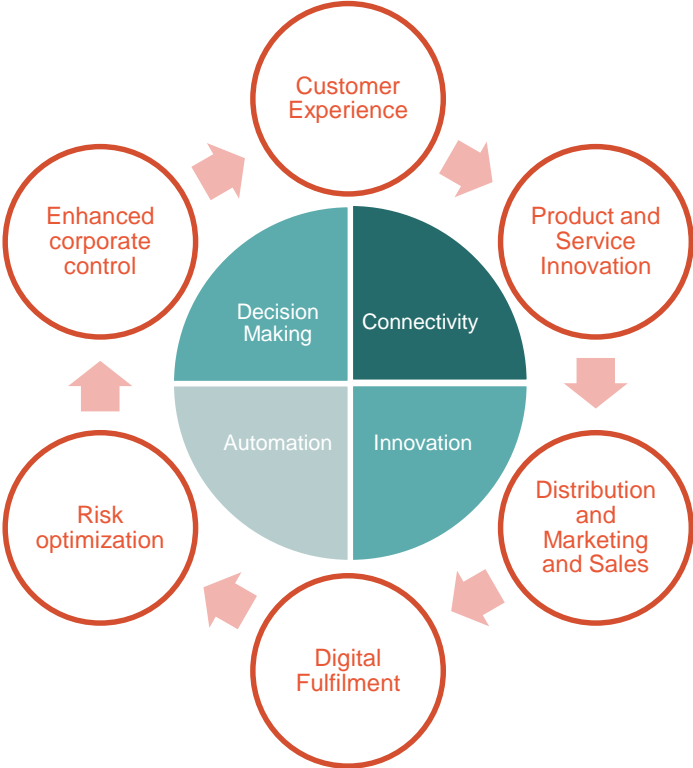 Customer
Experience
Enhanced
corporate
control
Product and
Service
Innovation
Decision
Making
Connectivity
Automation
Innovation
Risk
optimization
Distribution
and
Marketing
and Sales
Digital
Fulfilment